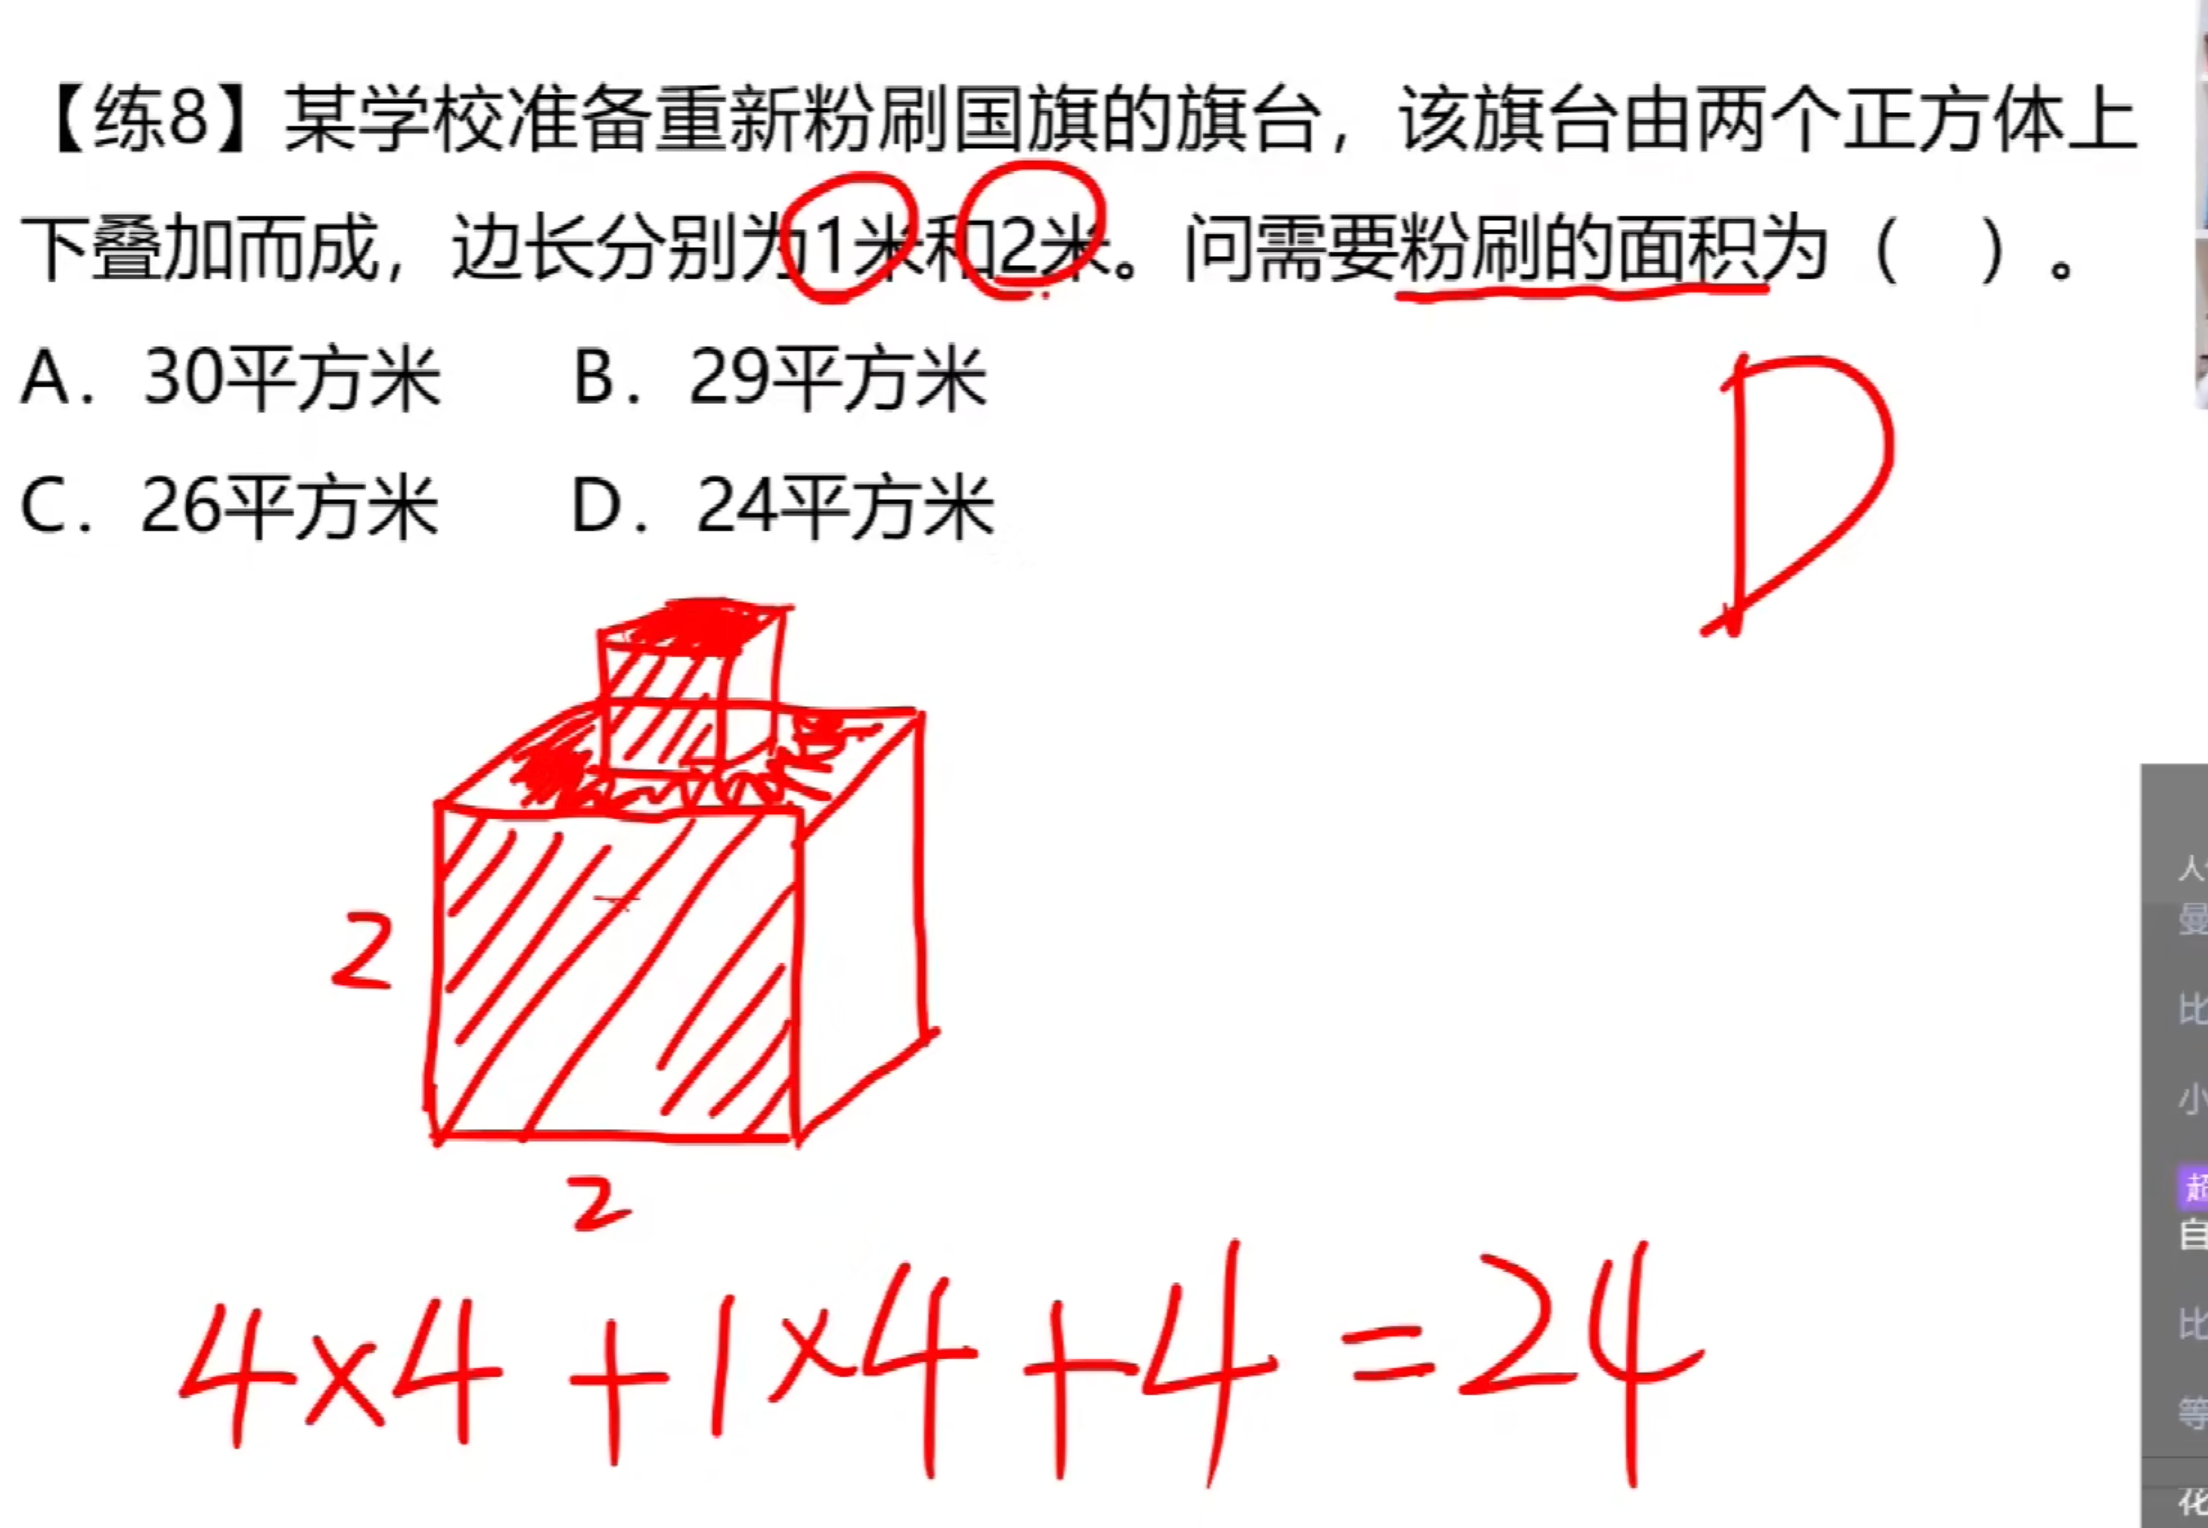 【练8】某学校准备重新粉刷国旗的旗台，该旗台由两个正方体上
下叠加而成，边长分别为1米和2米。问需要粉刷的面积为（　）。
A．30平方米　B．29平方米
C．26平方米　D．24平方米
D
2
2
4×4+1×4+4=24
人
曼
比
小
超
自
比
等
花